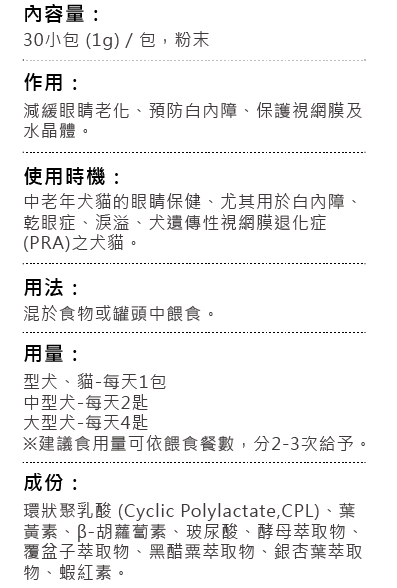 內容量：
30小包 (1g) / 包，粉末
作用：
減緩眼睛老化、預防白內障、保護視網膜及
水晶體。
使用時機：
中老年犬貓的眼睛保健、尤其用於白內障、
乾眼症、淚溢、犬遺傳性視網膜退化症
(PRA)之犬貓。
用法：
混於食物或罐頭中餵食。
用量：
型犬、貓-每天1包
中型犬-每天2匙
大型犬-每天4匙
※建議食用量可依餵食餐數，分2-3次給予。
成份：
環狀聚乳酸 (Cyclic Polylactate,CPL)、葉
黃素、β-胡蘿蔔素、玻尿酸、酵母萃取物、
覆盆子萃取物、黑醋粟萃取物、銀杏葉萃取
物、蝦紅素。